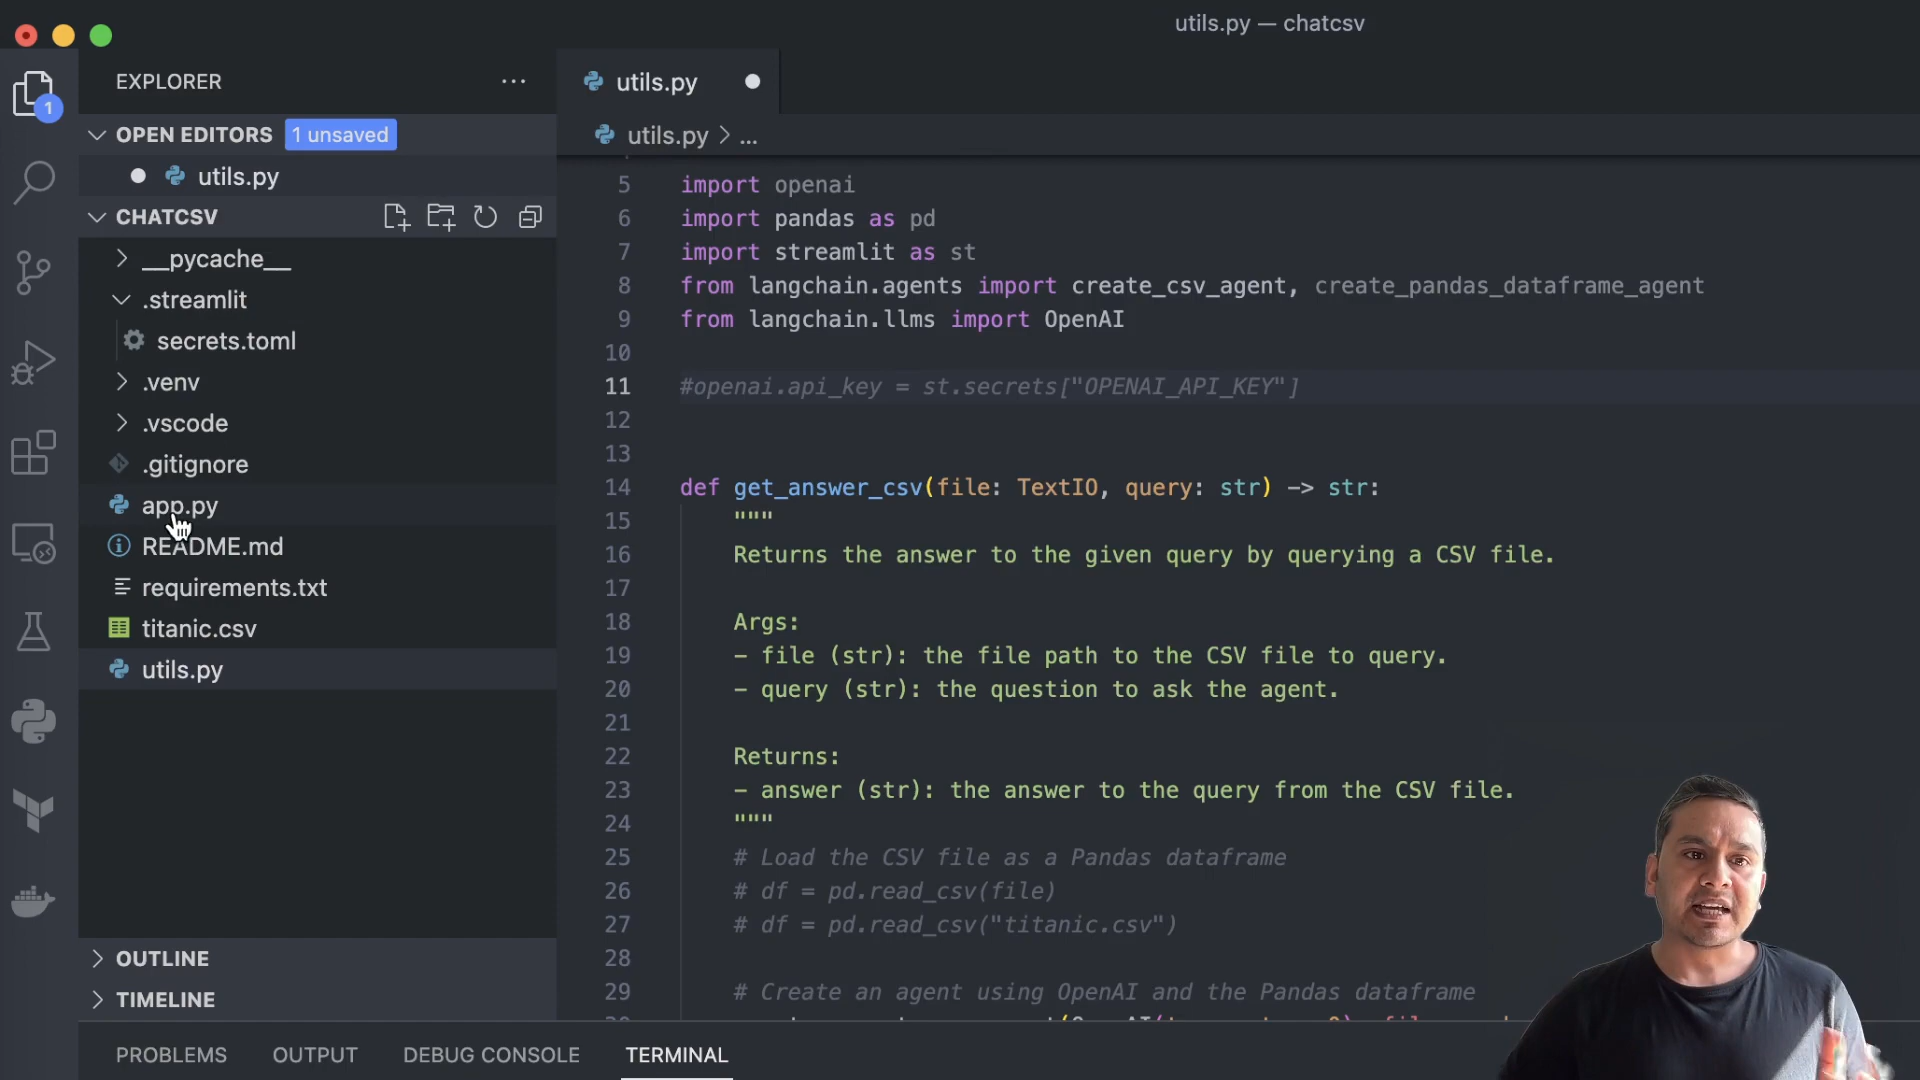 utils.py — chatcsv
EXPLORER
1
OPEN EDITORS
1 unsaved
utils.py
CHATCSV
__pycache__
.streamlit
secrets.toml
.venv
.vscode
.gitignore
app.py
README.md
requirements.txt
titanic.csv
utils.py
OUTLINE
TIMELINE
utils.py
utils.py > ...
5 import openai
6 import pandas as pd
7 import streamlit as st
8 from langchain.agents import create_csv_agent, create_pandas_dataframe_agent
9 from langchain.llms import OpenAI
10
11 #openai.api_key = st.secrets["OPENAI_API_KEY"]
12
13
14 def get_answer_csv(file: TextIO, query: str) -> str:
15 """
16 Returns the answer to the given query by querying a CSV file.
17
18 Args:
19 - file (str): the file path to the CSV file to query.
20 - query (str): the question to ask the agent.
21
22 Returns:
23 - answer (str): the answer to the query from the CSV file.
24 """
25 # Load the CSV file as a Pandas dataframe
26 # df = pd.read_csv(file)
27 # df = pd.read_csv("titanic.csv")
28
29 # Create an agent using OpenAI and the Pandas dataframe
PROBLEMS OUTPUT DEBUG CONSOLE TERMINAL